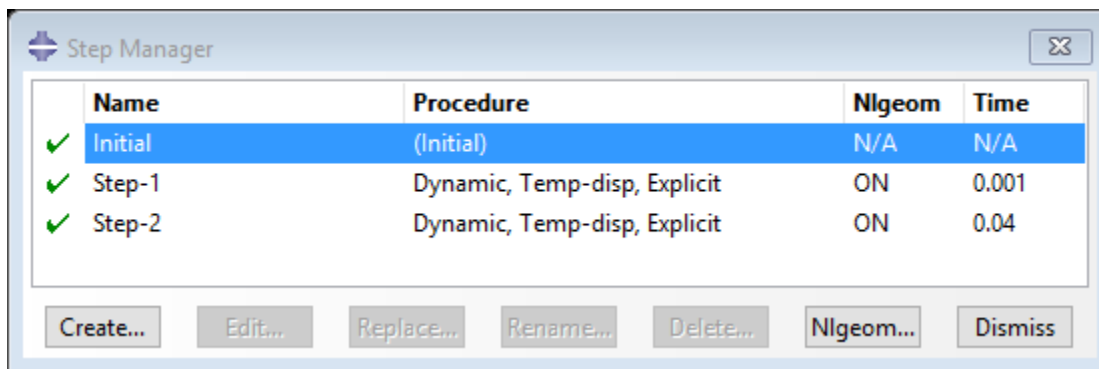 Step Manager
Name Procedure Nlgeom Time
Initial (Initial) N/A N/A
Step-1 Dynamic, Temp-disp, Explicit ON 0.001
Step-2 Dynamic, Temp-disp, Explicit ON 0.04
Create... Edit... Replace... Rename... Delete... Nlgeom... Dismiss